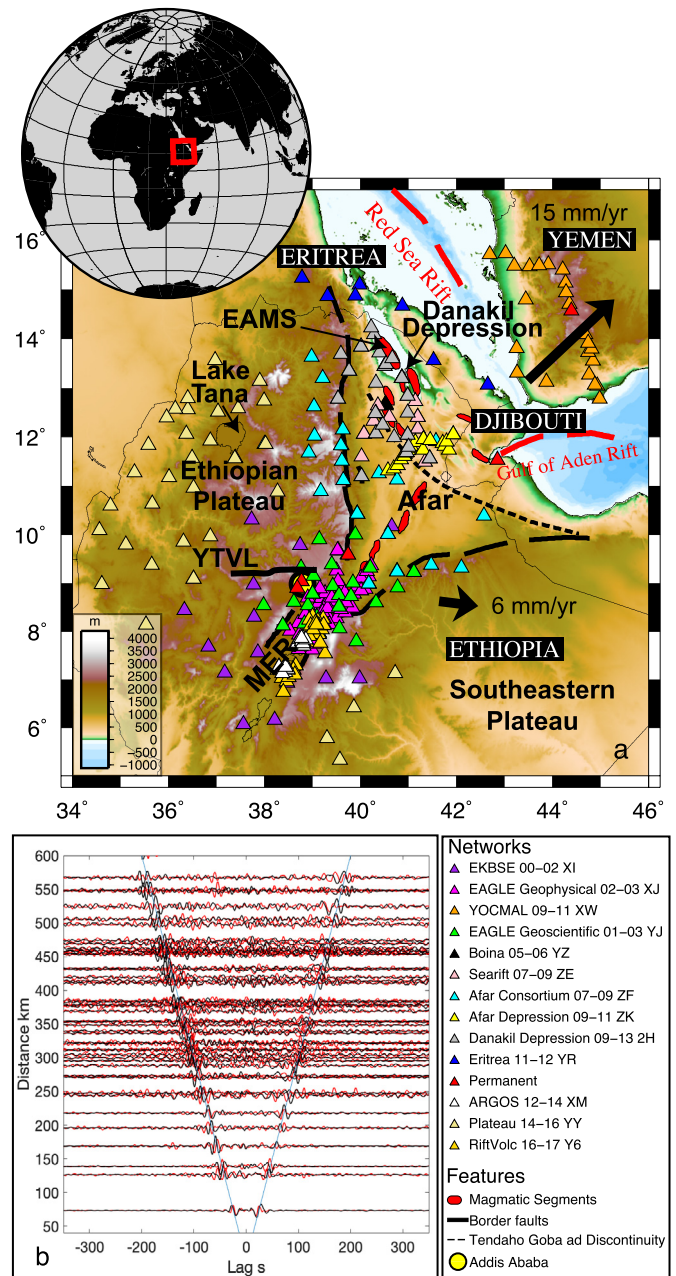 15 mm/yr
YEMEN
Red Sea Rift
ERITREA
EAMS
Danakil
Depression
Lake
Tana
DJIBOUTI
Gulf of Aden Rift
Ethiopian
Plateau
Afar
YTVL
6 mm/yr
MER
ETHIOPIA
Southeastern
Plateau
a
16°
14°
12°
10°
8°
6°
m
4000
3500
3000
2500
2000
1500
1000
500
0
−500
−1000
34°
36°
38°
40°
42°
44°
46°
600
550
500
450
400
350
300
250
200
150
100
50
Distance km
-300
-200
-100
0
100
200
300
Lag s
b
Networks
EKBSE 00−02 XI
EAGLE Geophysical 02−03 XJ
YOCMAL 09−11 XW
EAGLE Geoscientific 01−03 YJ
Boina 05−06 YZ
Searift 07−09 ZE
Afar Consortium 07−09 ZF
Afar Depression 09−11 ZK
Danakil Depression 09−13 2H
Eritrea 11−12 YR
Permanent
ARGOS 12−14 XM
Plateau 14−16 YY
RiftVolc 16−17 Y6
Features
Magmatic Segments
Border faults
Tendaho Goba ad Discontinuity
Addis Ababa